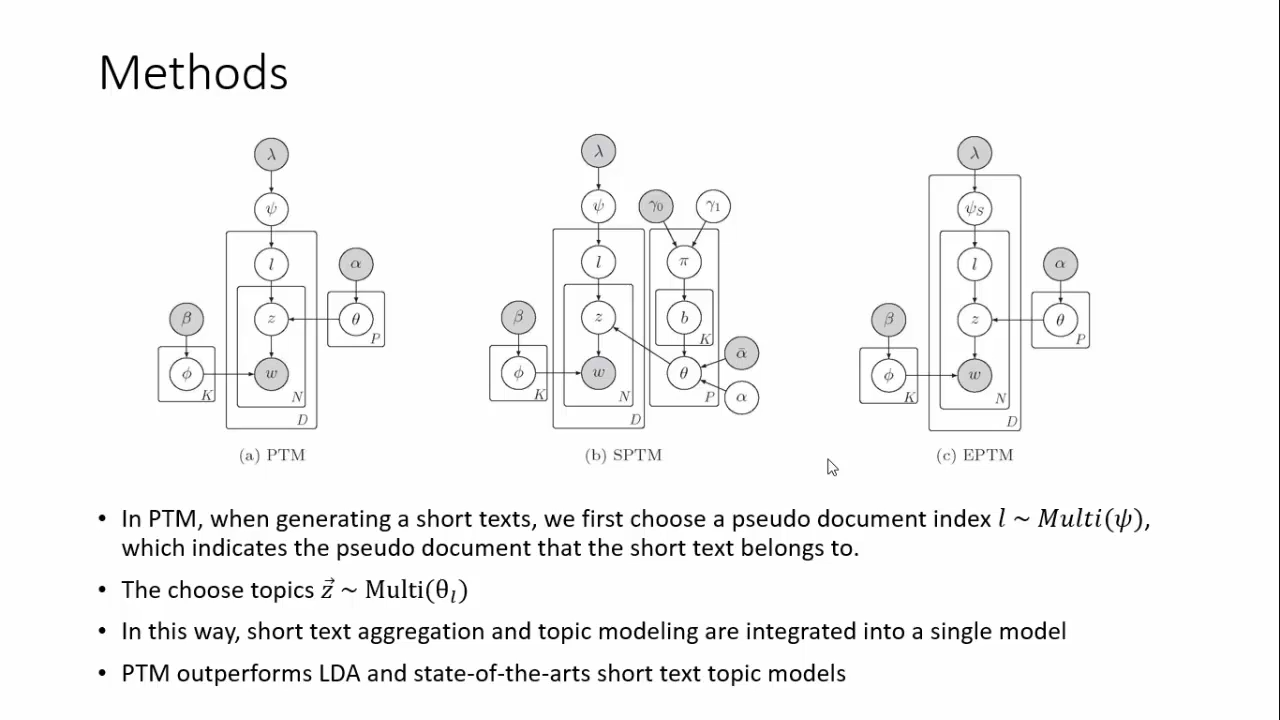 Methods
λ
ψ
l
α
β
z
θ
P
ϕ
w
K
N
D
(a) PTM
λ
ψ
γ₀
γ₁
l
π
β
z
b
K
ϕ
w
θ
ᾱ
K
N
P
α
D
(b) SPTM
λ
ψ_S
l
α
β
z
θ
P
ϕ
w
K
N
D
(c) EPTM
• In PTM, when generating a short texts, we first choose a pseudo document index l ~ Multi(ψ),
which indicates the pseudo document that the short text belongs to.
• The choose topics z⃗ ~ Multi(θ_l)
• In this way, short text aggregation and topic modeling are integrated into a single model
• PTM outperforms LDA and state-of-the-arts short text topic models